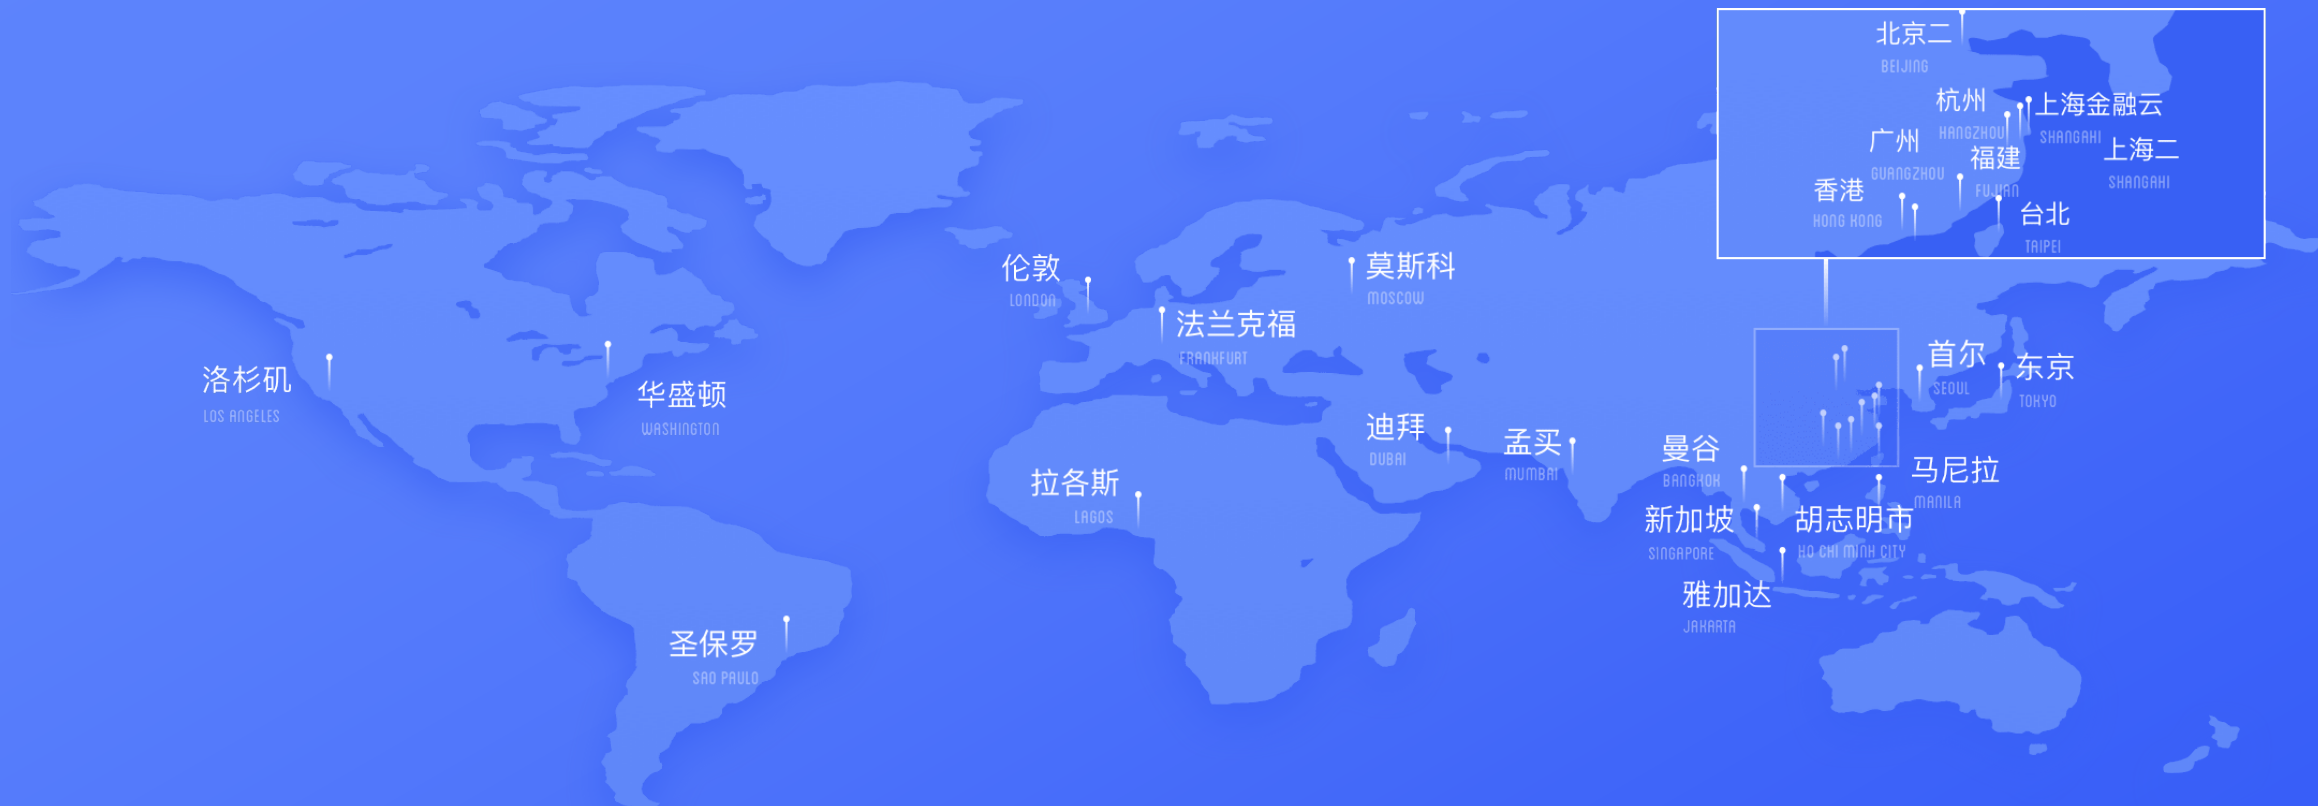 北京二
BEIJING
杭州
HANGZHOU
上海金融云
SHANGAHI
广州
GUANGZHOU
福建
FUJIAN
上海二
SHANGAHI
香港
HONG KONG
台北
TAIPEI
伦敦
LONDON
莫斯科
MOSCOW
法兰克福
FRANKFURT
洛杉矶
LOS ANGELES
华盛顿
WASHINGTON
首尔
SEOUL
东京
TOKYO
迪拜
DUBAI
孟买
MUMBAI
曼谷
BANGKOK
马尼拉
MANILA
拉各斯
LAGOS
新加坡
SINGAPORE
胡志明市
HO CHI MINH CITY
雅加达
JAKARTA
圣保罗
SAO PAULO